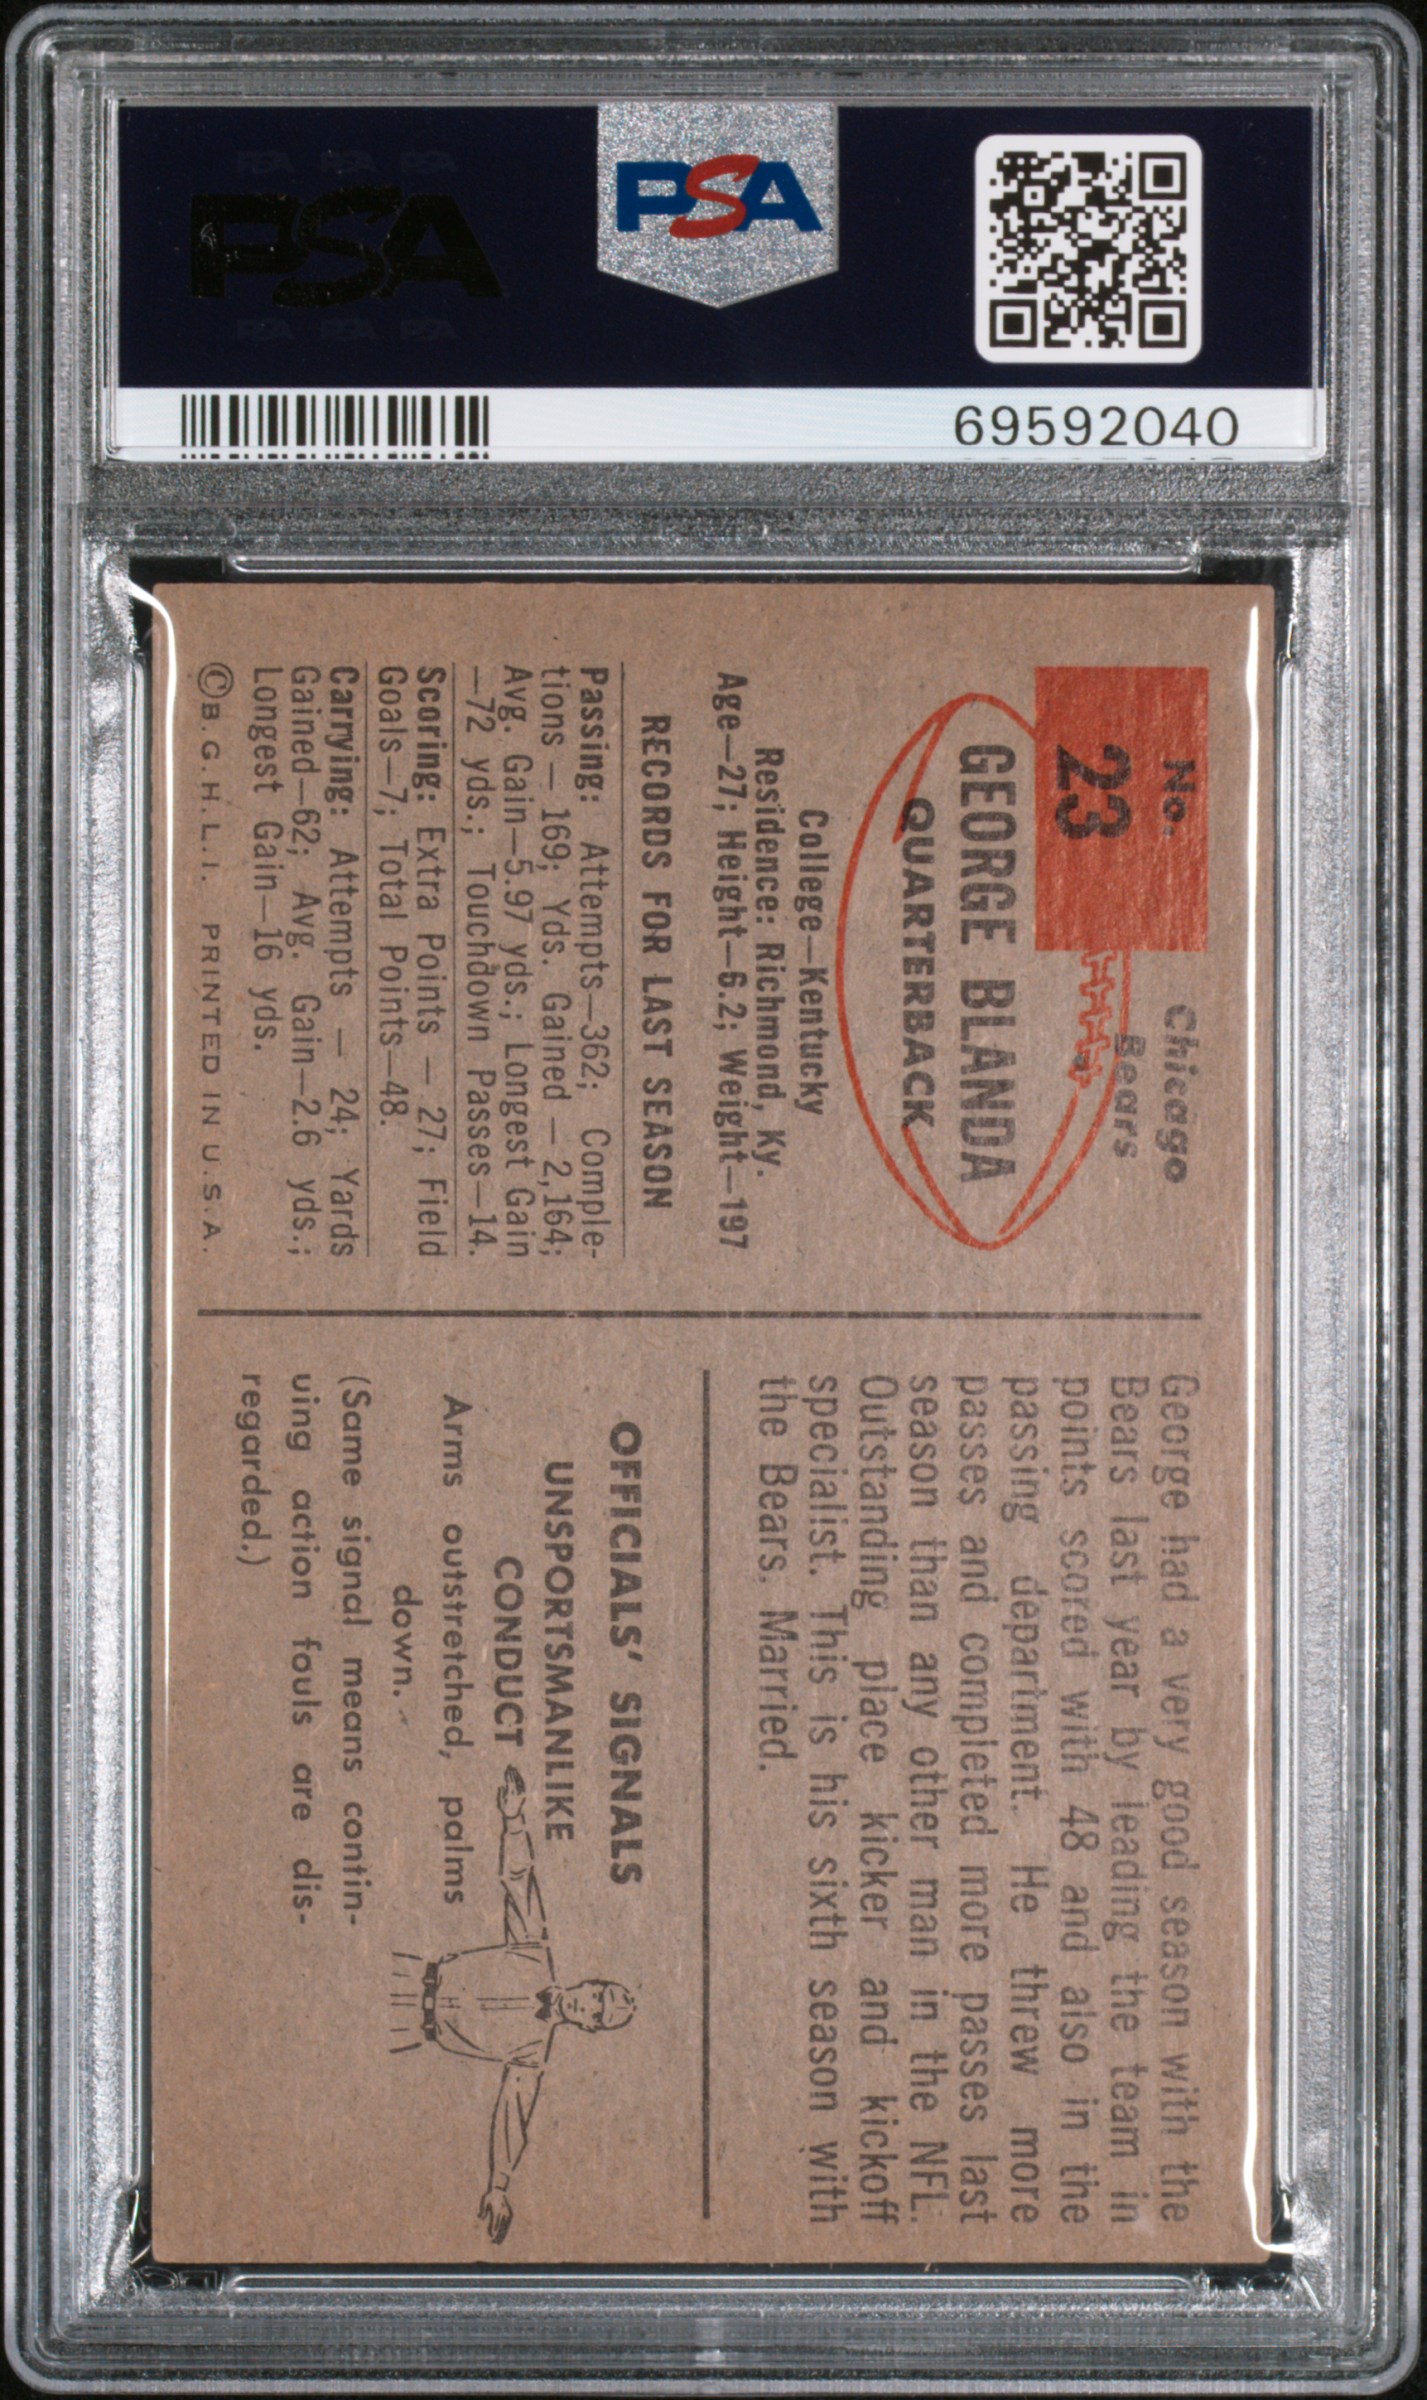 PSA PSA PSA
PSA
PSA PSA PSA
PSA
69592040
No.
23
Chicago
Bears
GEORGE BLANDA
QUARTERBACK
College—Kentucky
Residence: Richmond, Ky.
Age—27; Height—6.2; Weight—197
RECORDS FOR LAST SEASON
Passing: Attempts—362; Comple-
tions — 169; Yds. Gained — 2,164;
Avg. Gain—5.97 yds.; Longest Gain
—72 yds.; Touchdown Passes—14.
Scoring: Extra Points — 27; Field
Goals—7; Total Points—48.
Carrying: Attempts — 24; Yards
Gained—62; Avg. Gain—2.6 yds.;
Longest Gain—16 yds.
©B.G.H.L.I. PRINTED IN U.S.A.
George had a very good season with the
Bears last year by leading the team in
points scored with 48 and also in the
passing department. He threw more
passes and completed more passes last
season than any other man in the NFL.
Outstanding place kicker and kickoff
specialist. This is his sixth season with
the Bears. Married.
OFFICIALS' SIGNALS
UNSPORTSMANLIKE
CONDUCT
Arms outstretched, palms
down.
(Same signal means contin-
uing action fouls are dis-
regarded.)